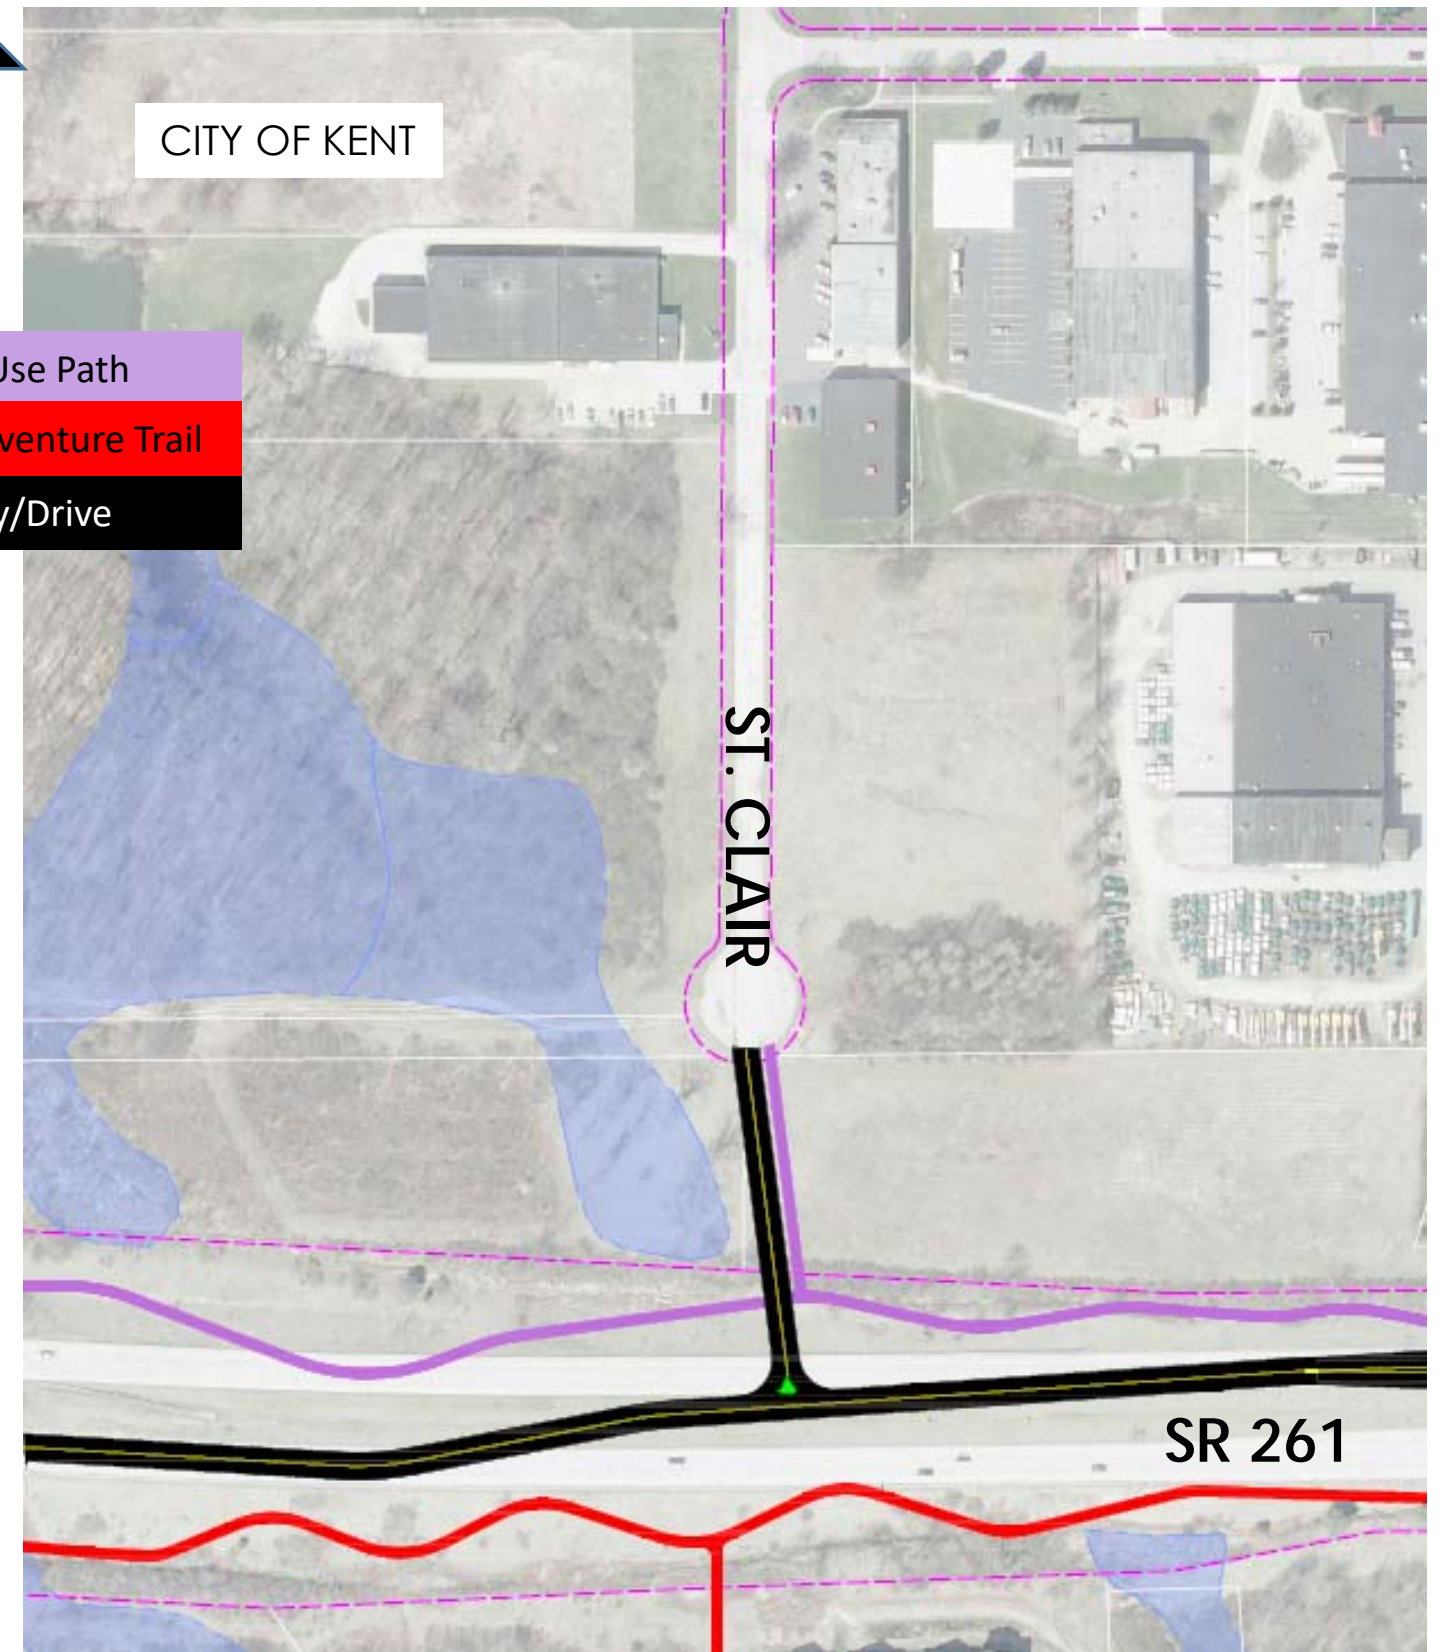 CITY OF KENT
Use Path
venture Trail
y/Drive
ST. CLAIR
SR 261